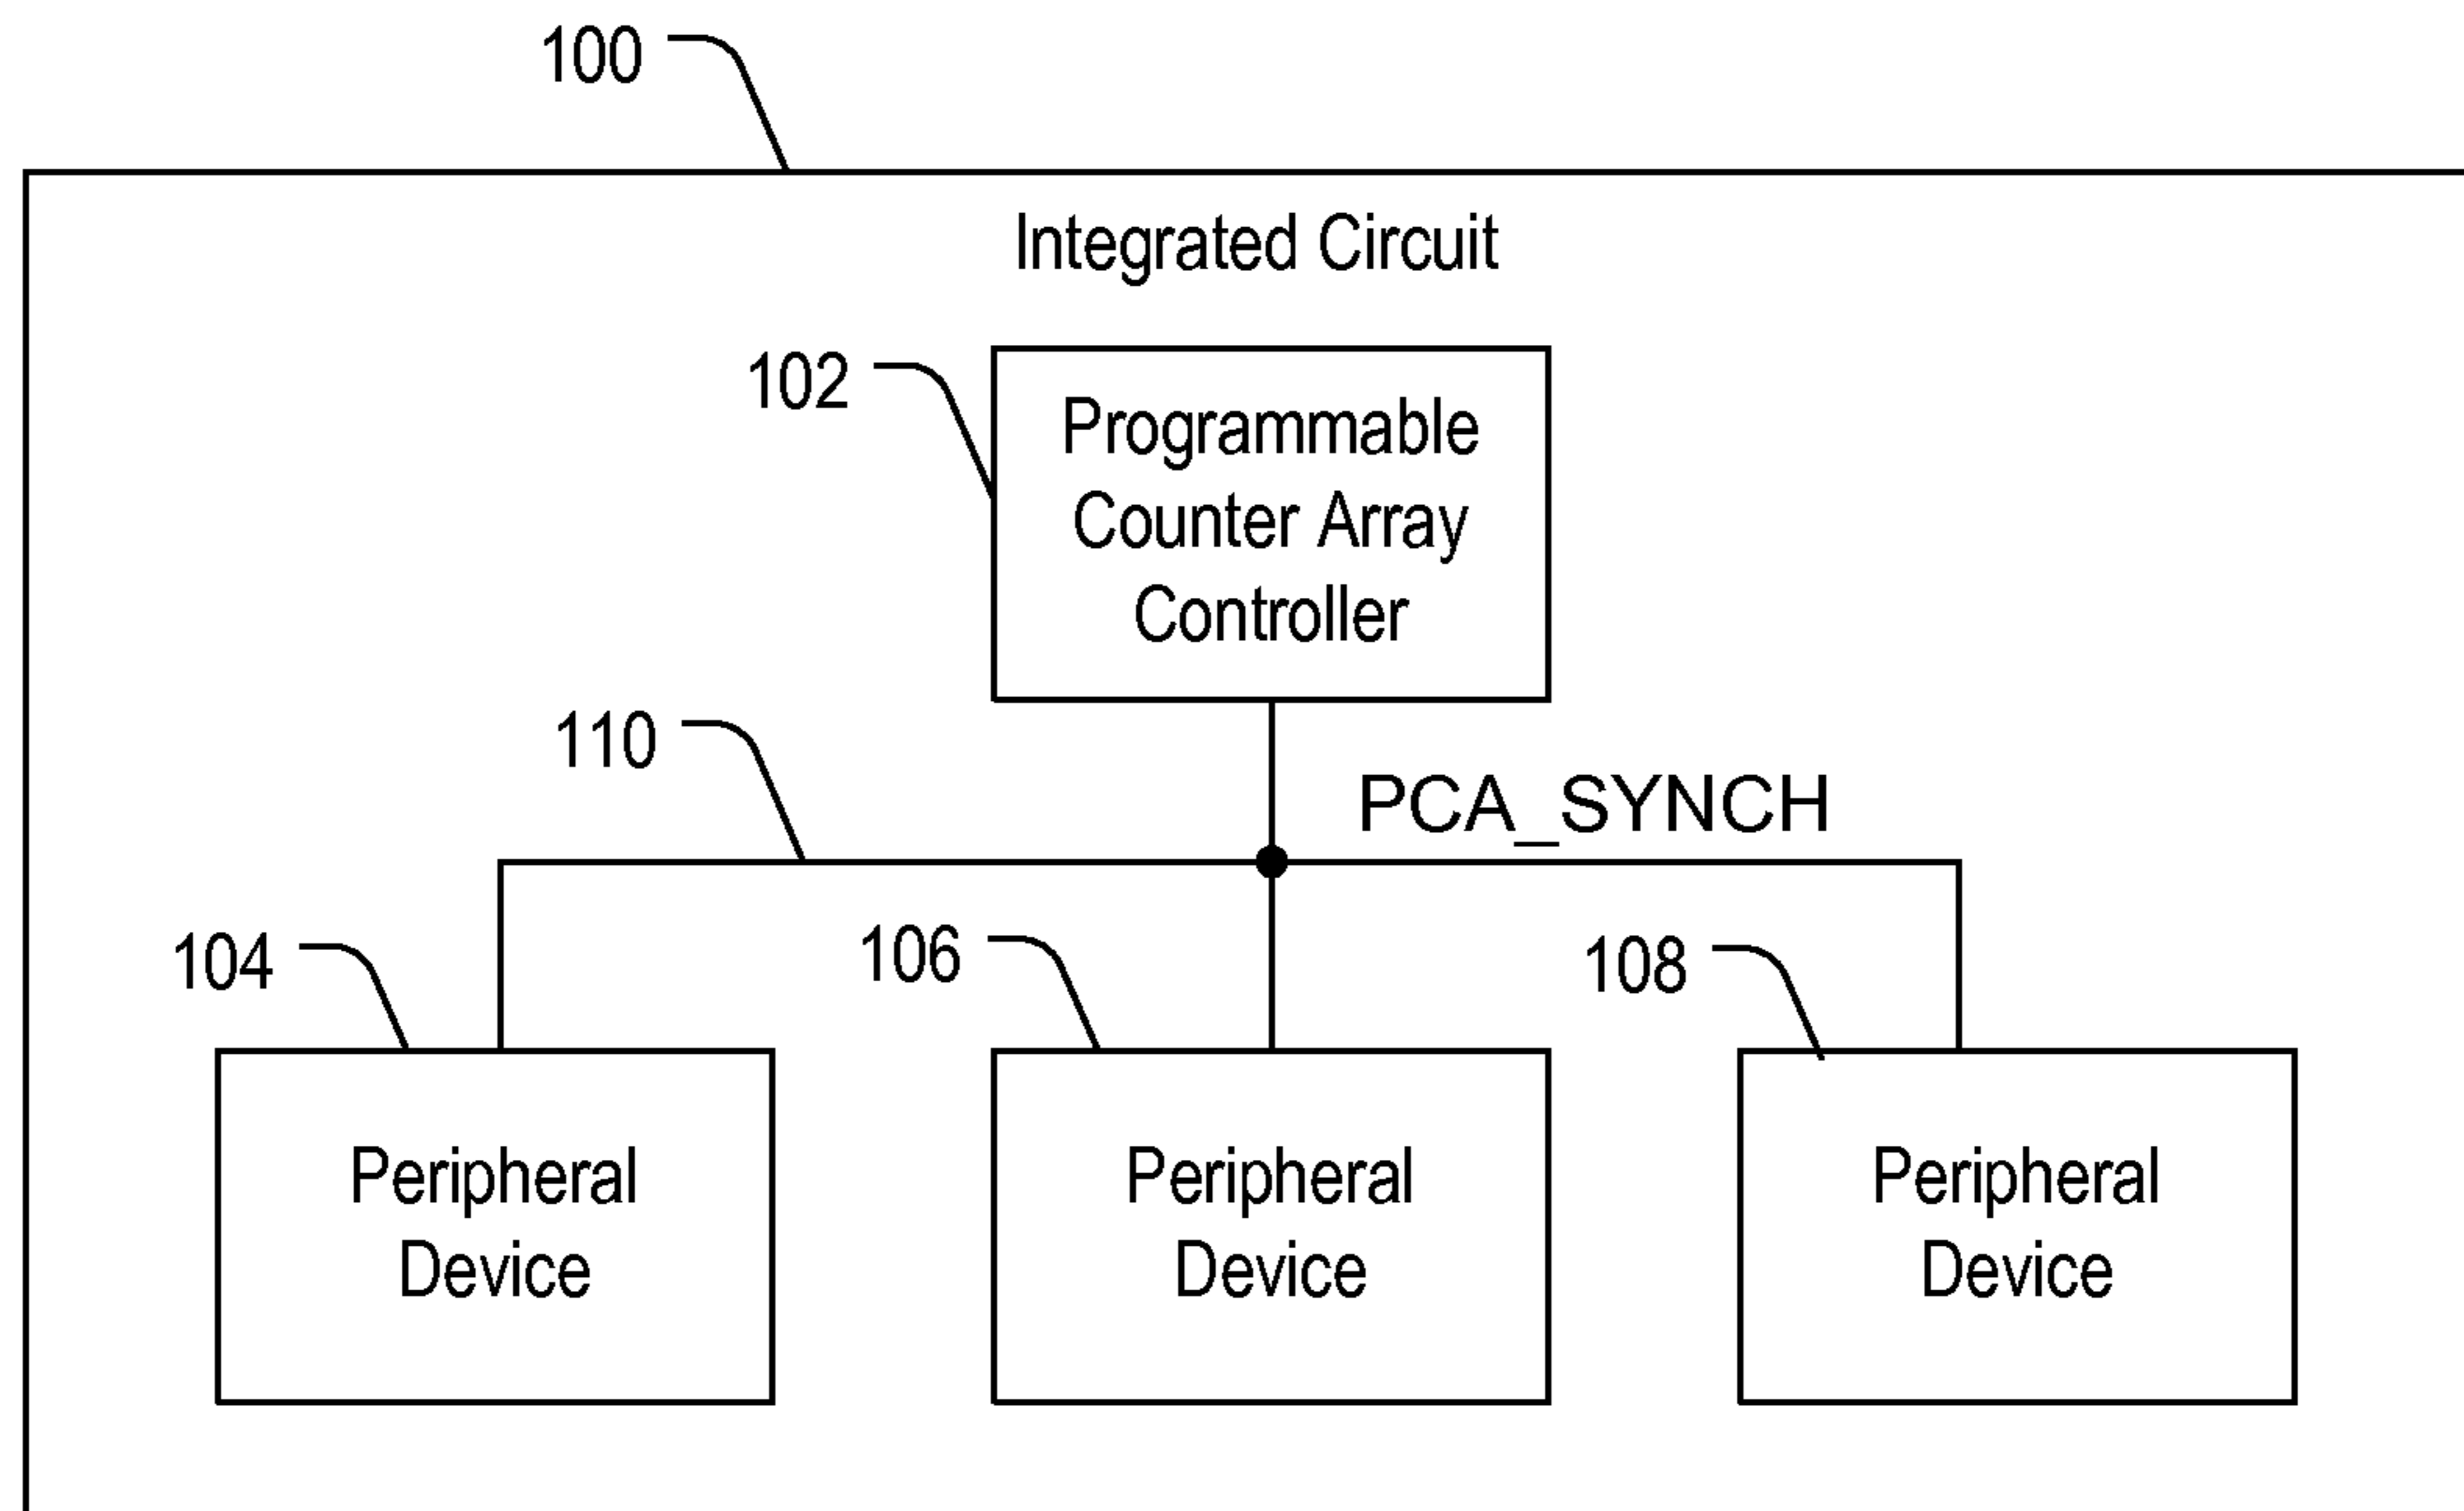 100
Integrated Circuit
102
Programmable
Counter Array
Controller
110
PCA_SYNCH
104
106
108
Peripheral
Device
Peripheral
Device
Peripheral
Device